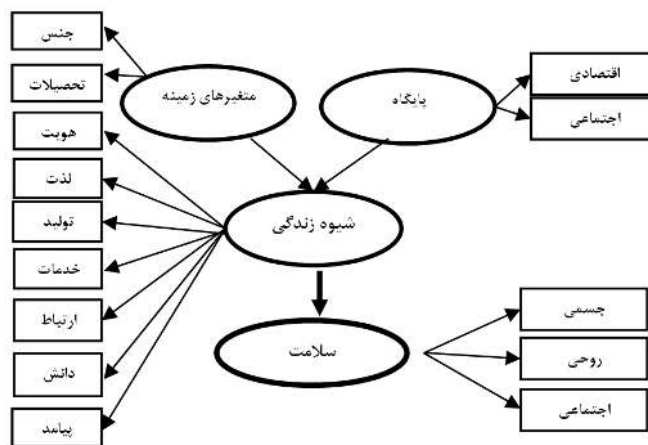 جنس
تحصیلات
متغیرهای زمینه
پایگاه
اقتصادی
اجتماعی
هویت
لذت
تولید
خدمات
ارتباط
دانش
پیامد
شیوه زندگی
سلامت
جسمی
روحی
اجتماعی